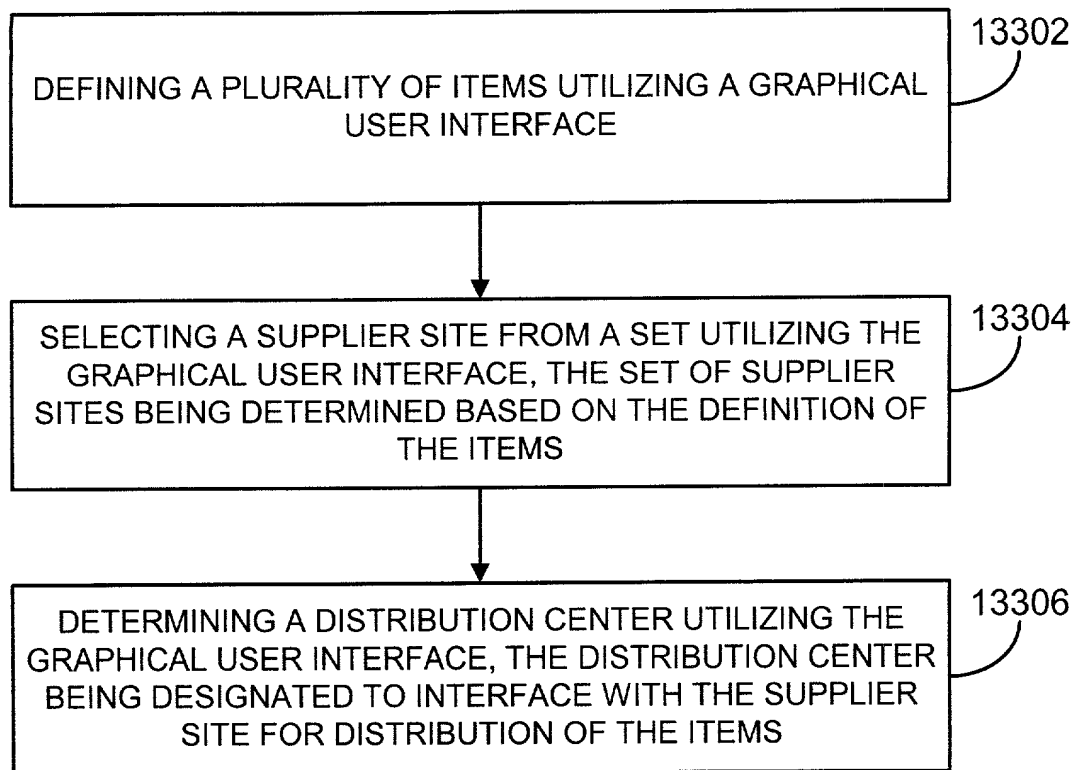 13302
DEFINING A PLURALITY OF ITEMS UTILIZING A GRAPHICAL
USER INTERFACE
13304
SELECTING A SUPPLIER SITE FROM A SET UTILIZING THE
GRAPHICAL USER INTERFACE, THE SET OF SUPPLIER
SITES BEING DETERMINED BASED ON THE DEFINITION OF
THE ITEMS
13306
DETERMINING A DISTRIBUTION CENTER UTILIZING THE
GRAPHICAL USER INTERFACE, THE DISTRIBUTION CENTER
BEING DESIGNATED TO INTERFACE WITH THE SUPPLIER
SITE FOR DISTRIBUTION OF THE ITEMS